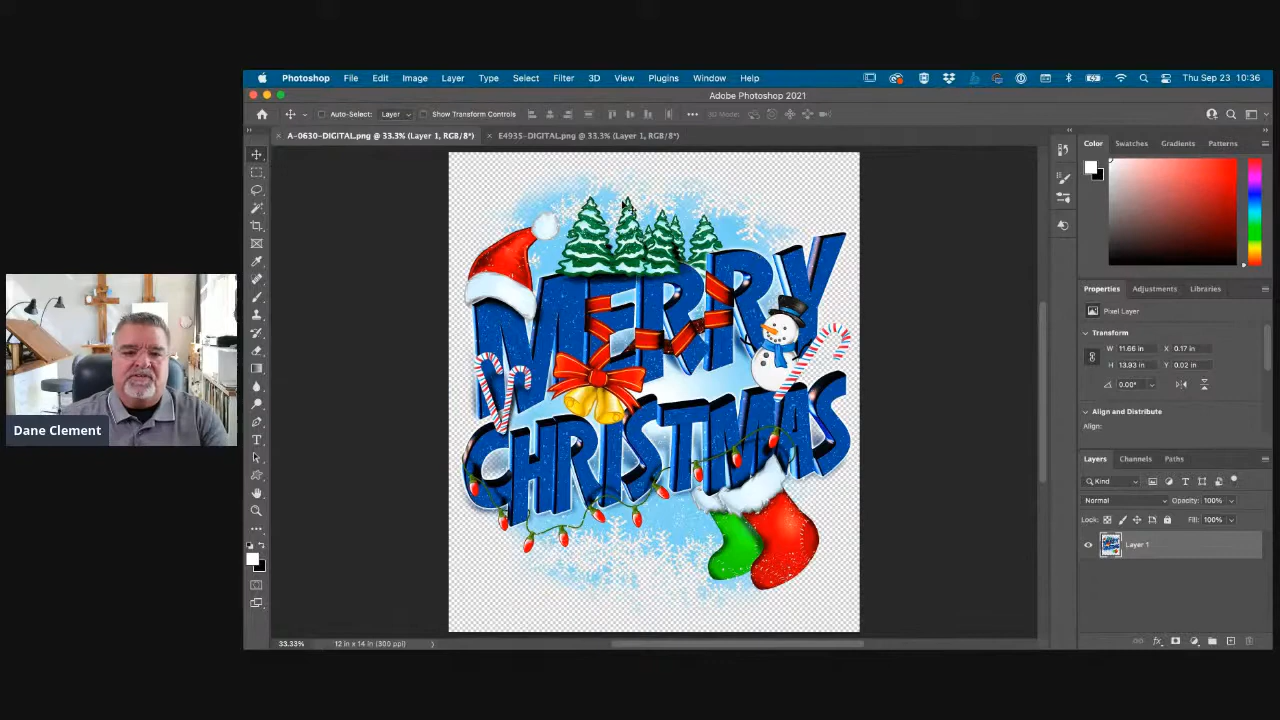 Photoshop File Edit Image Layer Type Select Filter 3D View Plugins Window Help Thu Sep 23 10:36
Adobe Photoshop 2021
Auto-Select: Layer Show Transform Controls 3D Mode:
A-0630-DIGITAL.png @ 33.3% (Layer 1, RGB/8*) E4935-DIGITAL.png @ 33.3% (Layer 1, RGB/8*)
Color Swatches Gradients Patterns
MERRY
CHRISTMAS
Properties Adjustments Libraries
Pixel Layer
Transform
W 11.66 in X 0.17 in
H 13.93 in Y 0.02 in
0.00°
Align and Distribute
Align:
Dane Clement
Layers Channels Paths
Kind
Normal Opacity: 100%
Lock: Fill: 100%
Layer 1
fx
33.33% 12 in x 14 in (300 ppi)